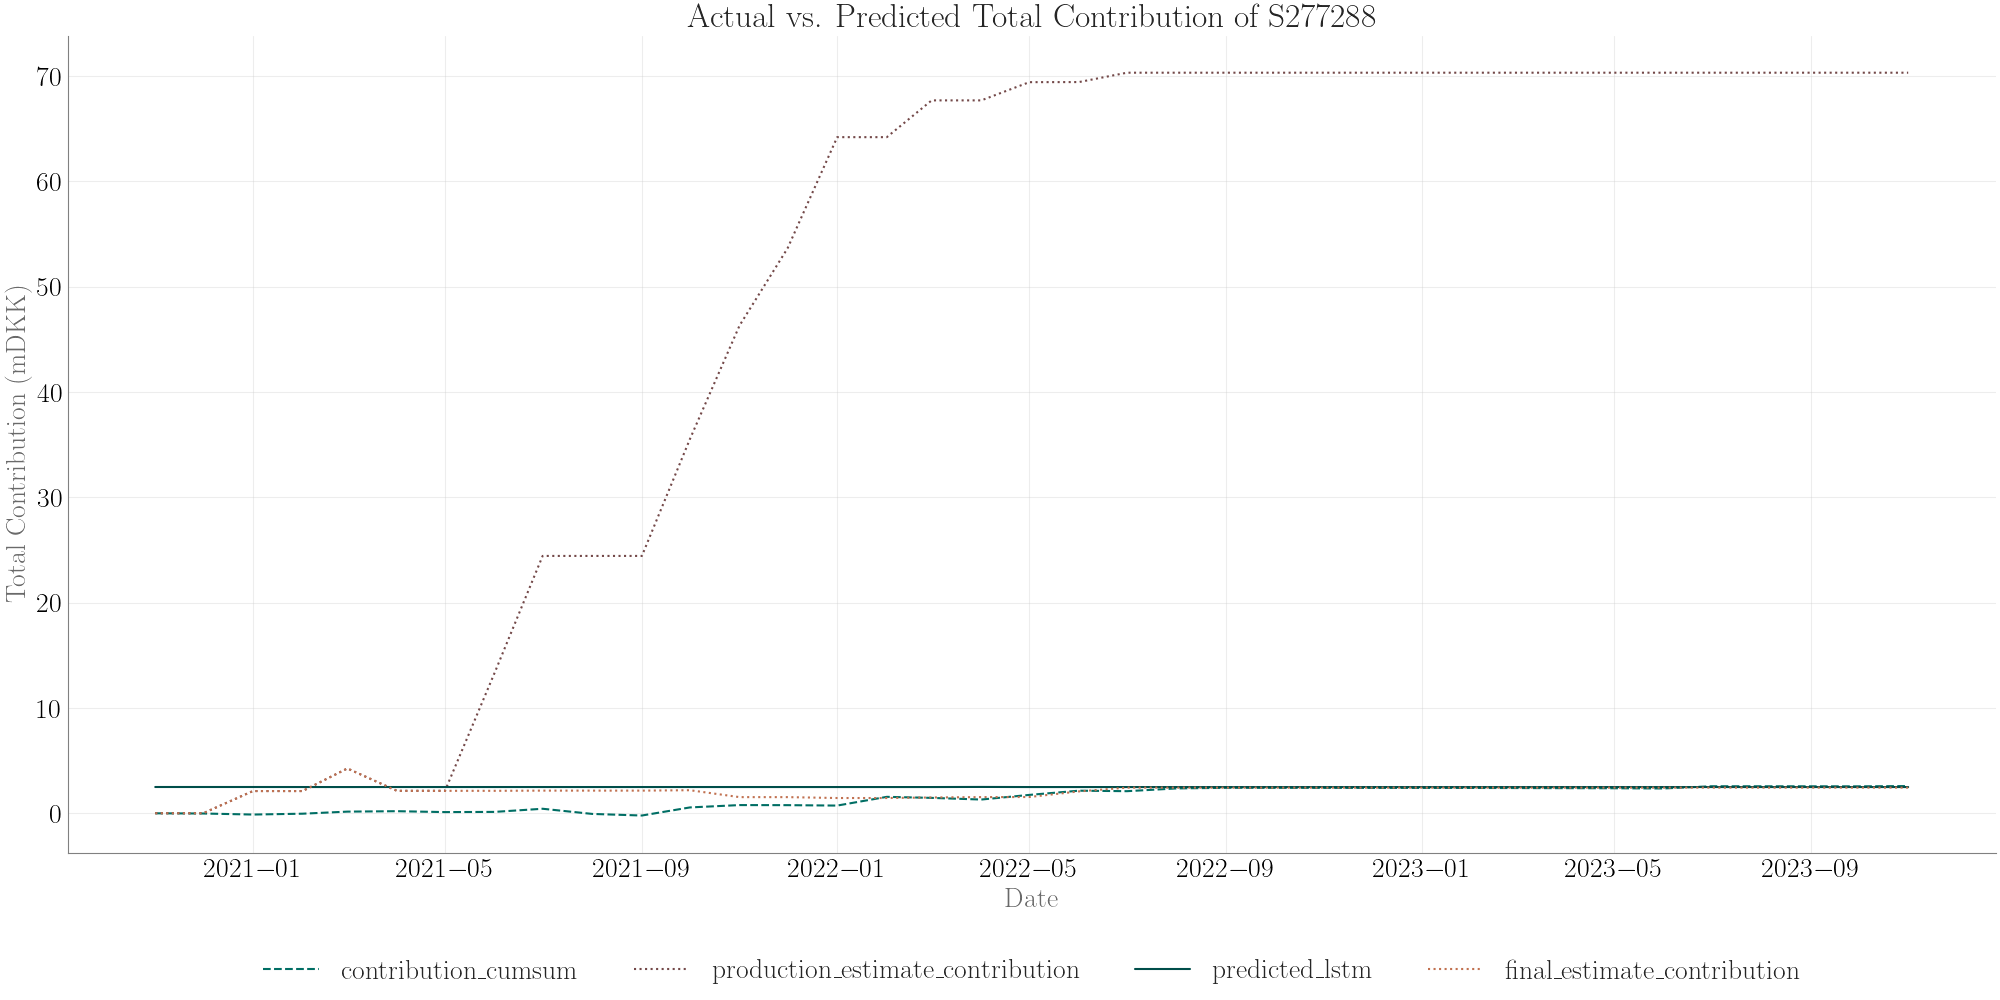 Actual vs. Predicted Total Contribution of S277288
Total Contribution (mDKK)
70
60
50
40
30
20
10
0
2021−01 2021−05 2021−09 2022−01 2022−05 2022−09 2023−01 2023−05 2023−09
Date
contribution_cumsum production_estimate_contribution predicted_lstm final_estimate_contribution